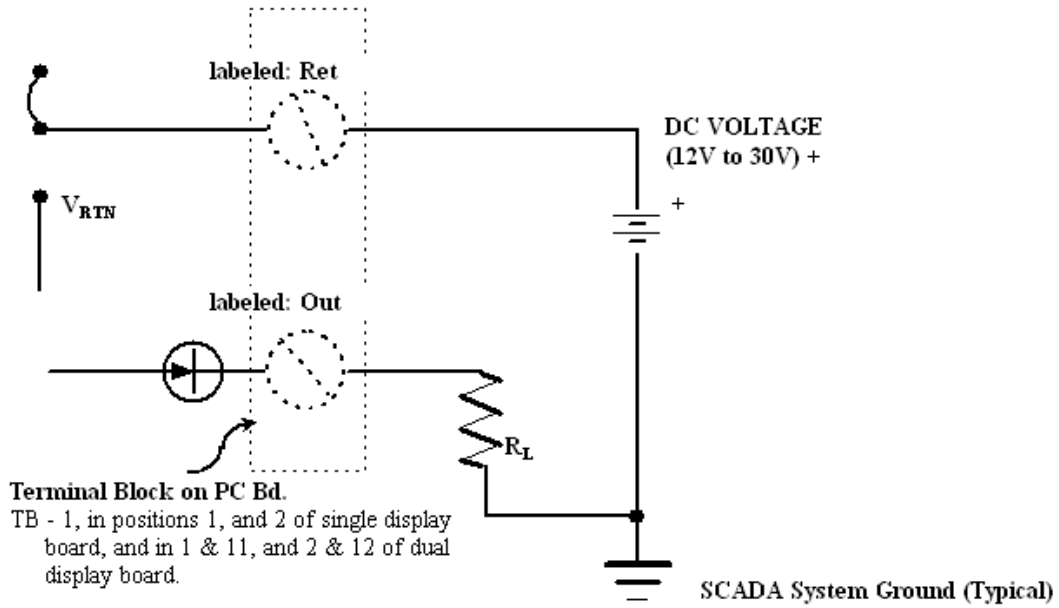 labeled: Ret
DC VOLTAGE
(12V to 30V) +
+
VRTN
labeled: Out
RL
Terminal Block on PC Bd.
TB - 1, in positions 1, and 2 of single display
board, and in 1 & 11, and 2 & 12 of dual
display board.
SCADA System Ground (Typical)